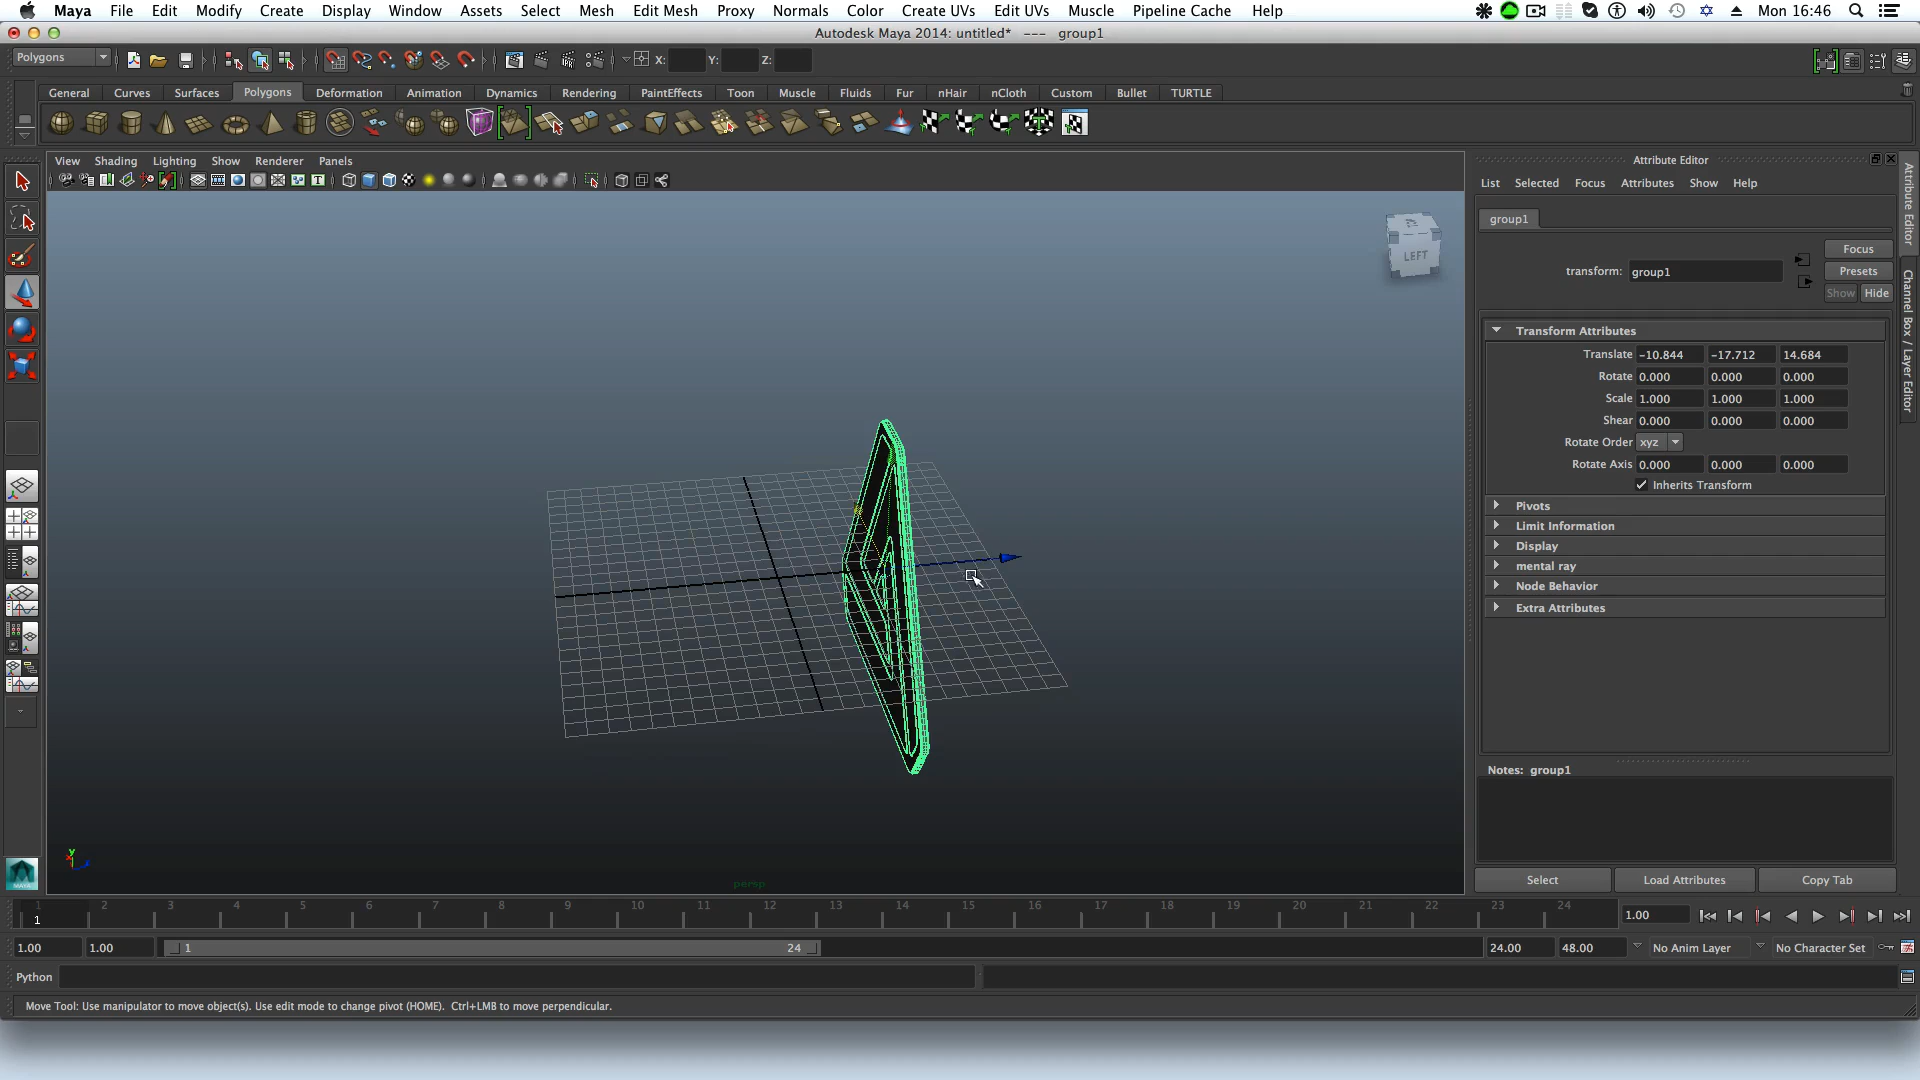 Maya File Edit Modify Create Display Window Assets Select Mesh Edit Mesh Proxy Normals Color Create UVs Edit UVs Muscle Pipeline Cache Help Mon 16:46
Autodesk Maya 2014: untitled* --- group1
Polygons X: Y: Z:
General Curves Surfaces Polygons Deformation Animation Dynamics Rendering PaintEffects Toon Muscle Fluids Fur nHair nCloth Custom Bullet TURTLE
View Shading Lighting Show Renderer Panels
LEFT
persp
Attribute Editor
List Selected Focus Attributes Show Help
group1
Focus
transform: group1
Presets
Show Hide
Transform Attributes
Translate -10.844 -17.712 14.684
Rotate 0.000 0.000 0.000
Scale 1.000 1.000 1.000
Shear 0.000 0.000 0.000
Rotate Order xyz
Rotate Axis 0.000 0.000 0.000
Inherits Transform
Pivots
Limit Information
Display
mental ray
Node Behavior
Extra Attributes
Notes: group1
Select Load Attributes Copy Tab
Attribute Editor
Channel Box / Layer Editor
1 2 3 4 5 6 7 8 9 10 11 12 13 14 15 16 17 18 19 20 21 22 23 24
1 1.00
1.00 1.00 1 24 24.00 48.00 No Anim Layer No Character Set
Python
Move Tool: Use manipulator to move object(s). Use edit mode to change pivot (HOME). Ctrl+LMB to move perpendicular.